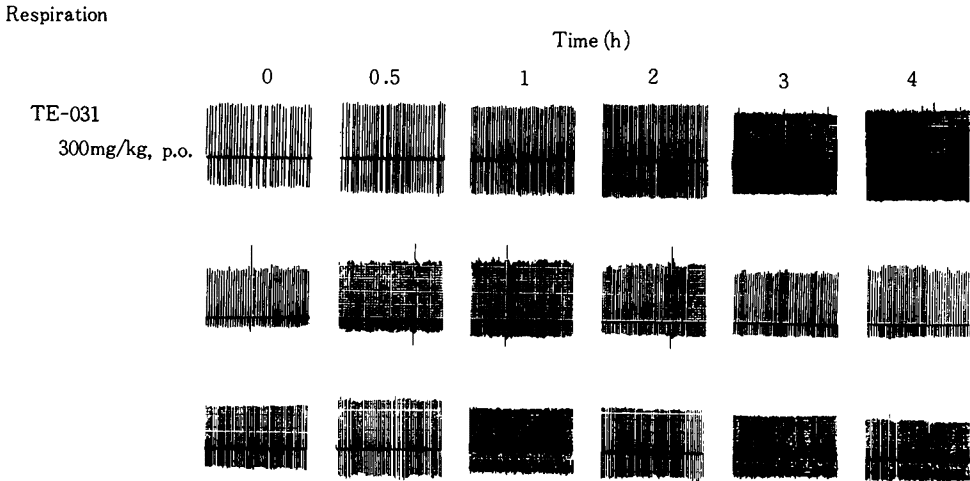 Respiration
Time (h)
0 0.5 1 2 3 4
TE-031
300mg/kg, p.o.